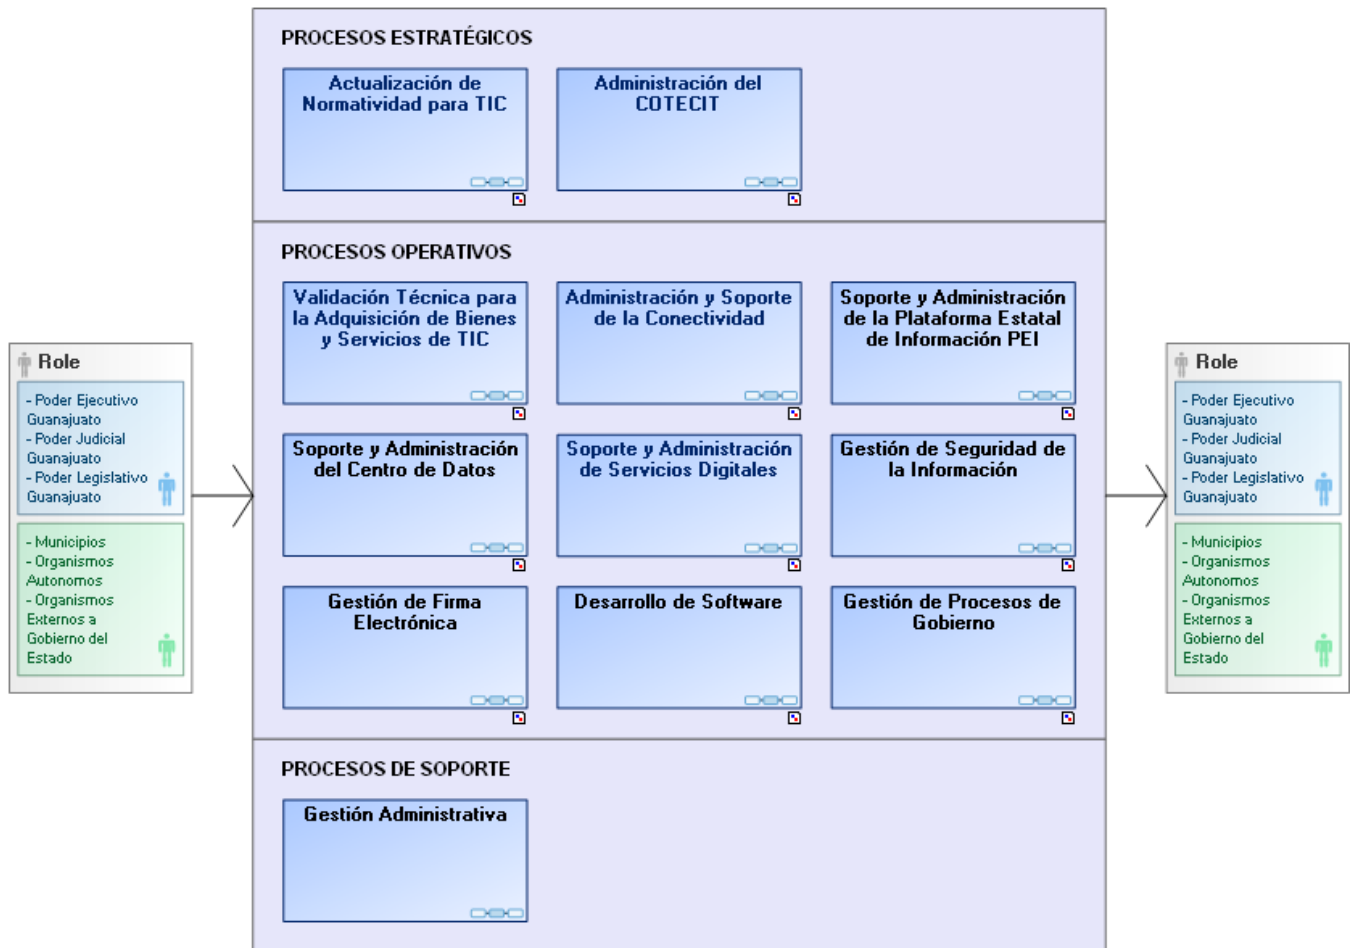 PROCESOS ESTRATÉGICOS
Actualización de
Normatividad para TIC
Administración del
COTECIT
PROCESOS OPERATIVOS
Validación Técnica para
la Adquisición de Bienes
y Servicios de TIC
Administración y Soporte
de la Conectividad
Soporte y Administración
de la Plataforma Estatal
de Información PEI
Soporte y Administración
del Centro de Datos
Soporte y Administración
de Servicios Digitales
Gestión de Seguridad de
la Información
Gestión de Firma
Electrónica
Desarrollo de Software
Gestión de Procesos de
Gobierno
PROCESOS DE SOPORTE
Gestión Administrativa
Role
- Poder Ejecutivo
Guanajuato
- Poder Judicial
Guanajuato
- Poder Legislativo
Guanajuato
- Municipios
- Organismos
Autonomos
- Organismos
Externos a
Gobierno del
Estado
Role
- Poder Ejecutivo
Guanajuato
- Poder Judicial
Guanajuato
- Poder Legislativo
Guanajuato
- Municipios
- Organismos
Autonomos
- Organismos
Externos a
Gobierno del
Estado